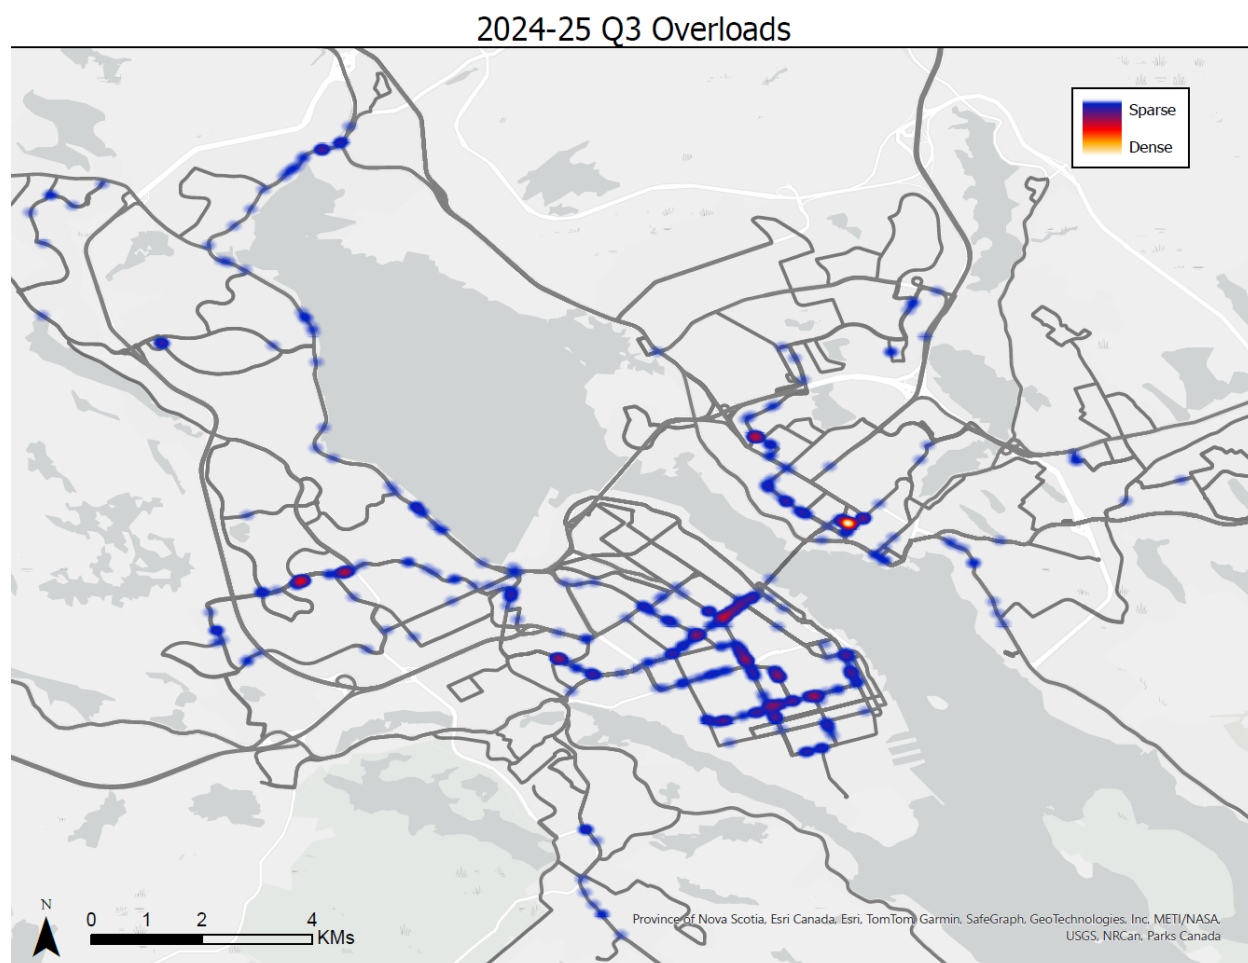 2024-25 Q3 Overloads
Sparse
Dense
N
0 1 2 4
KMs
Province of Nova Scotia, Esri Canada, Esri, TomTom, Garmin, SafeGraph, GeoTechnologies, Inc, METI/NASA,
USGS, NRCan, Parks Canada